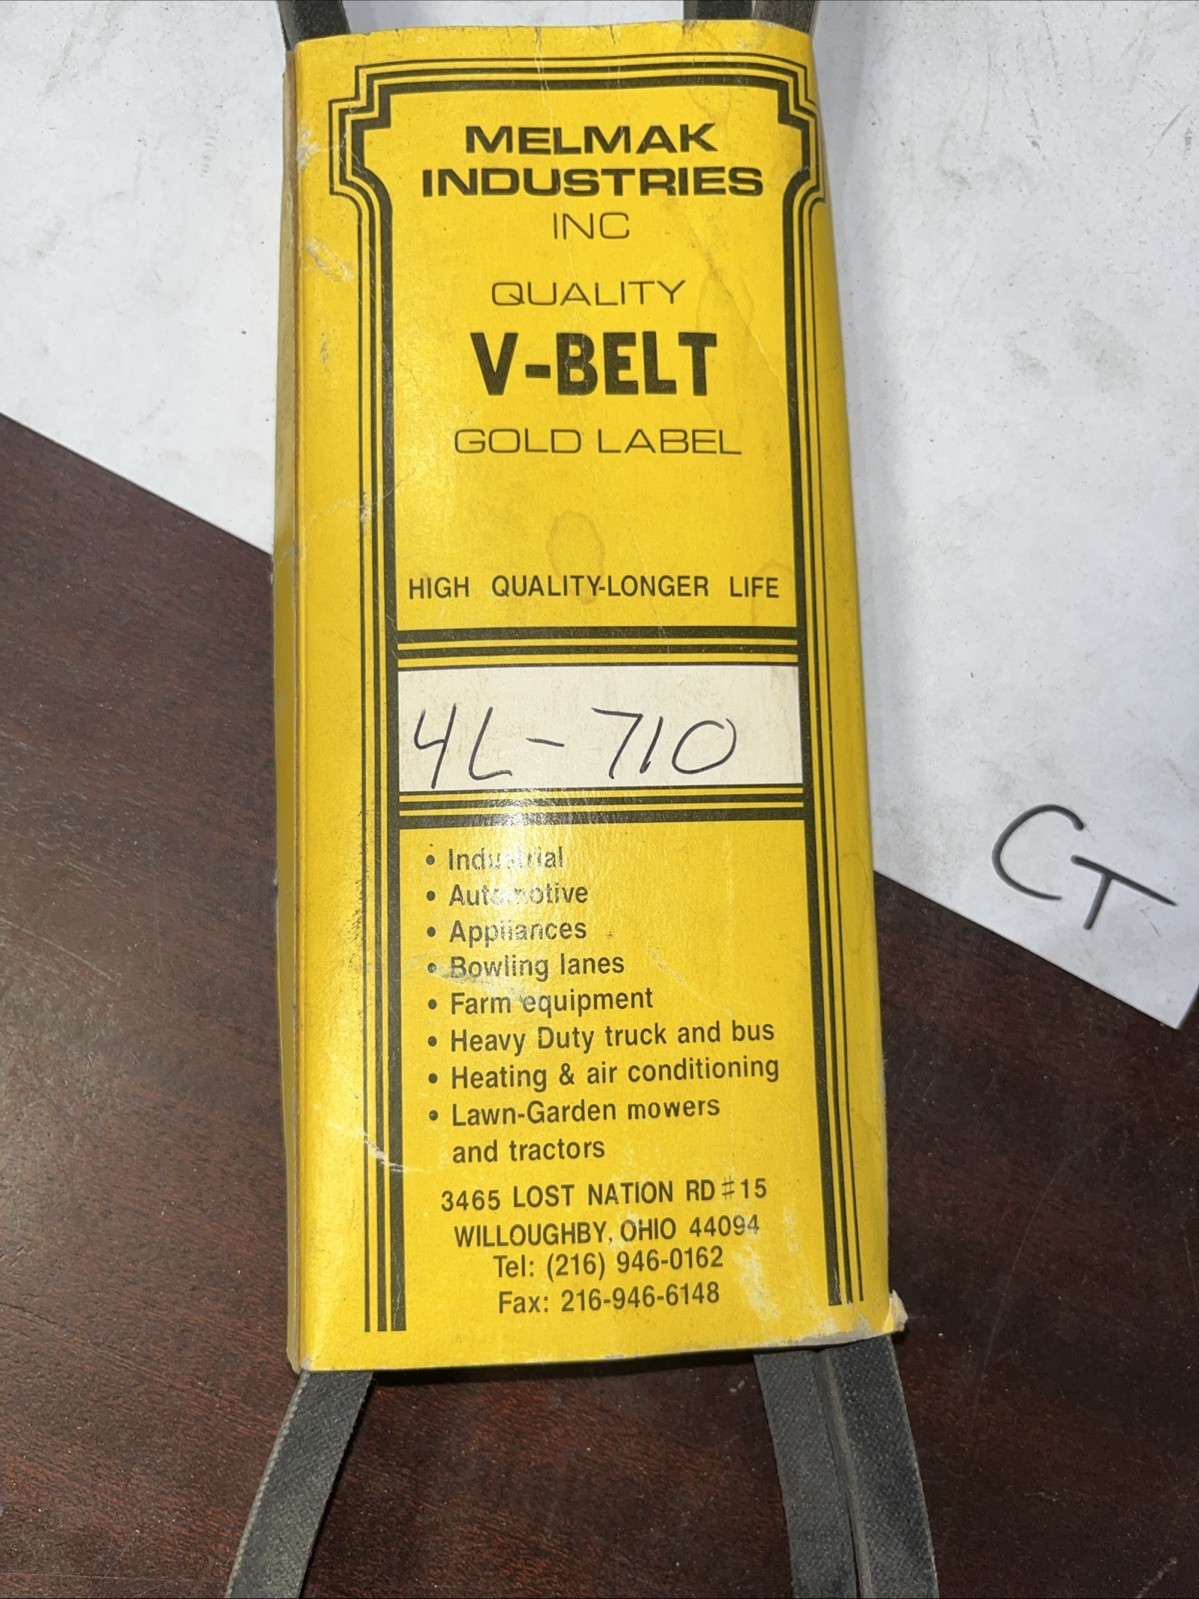 MELMAK
INDUSTRIES
INC
QUALITY
V-BELT
GOLD LABEL
HIGH QUALITY-LONGER LIFE
4L-710
• Industrial
• Automotive
• Appliances
• Bowling lanes
• Farm equipment
• Heavy Duty truck and bus
• Heating & air conditioning
• Lawn-Garden mowers
and tractors
3465 LOST NATION RD #15
WILLOUGHBY, OHIO 44094
Tel: (216) 946-0162
Fax: 216-946-6148
CT